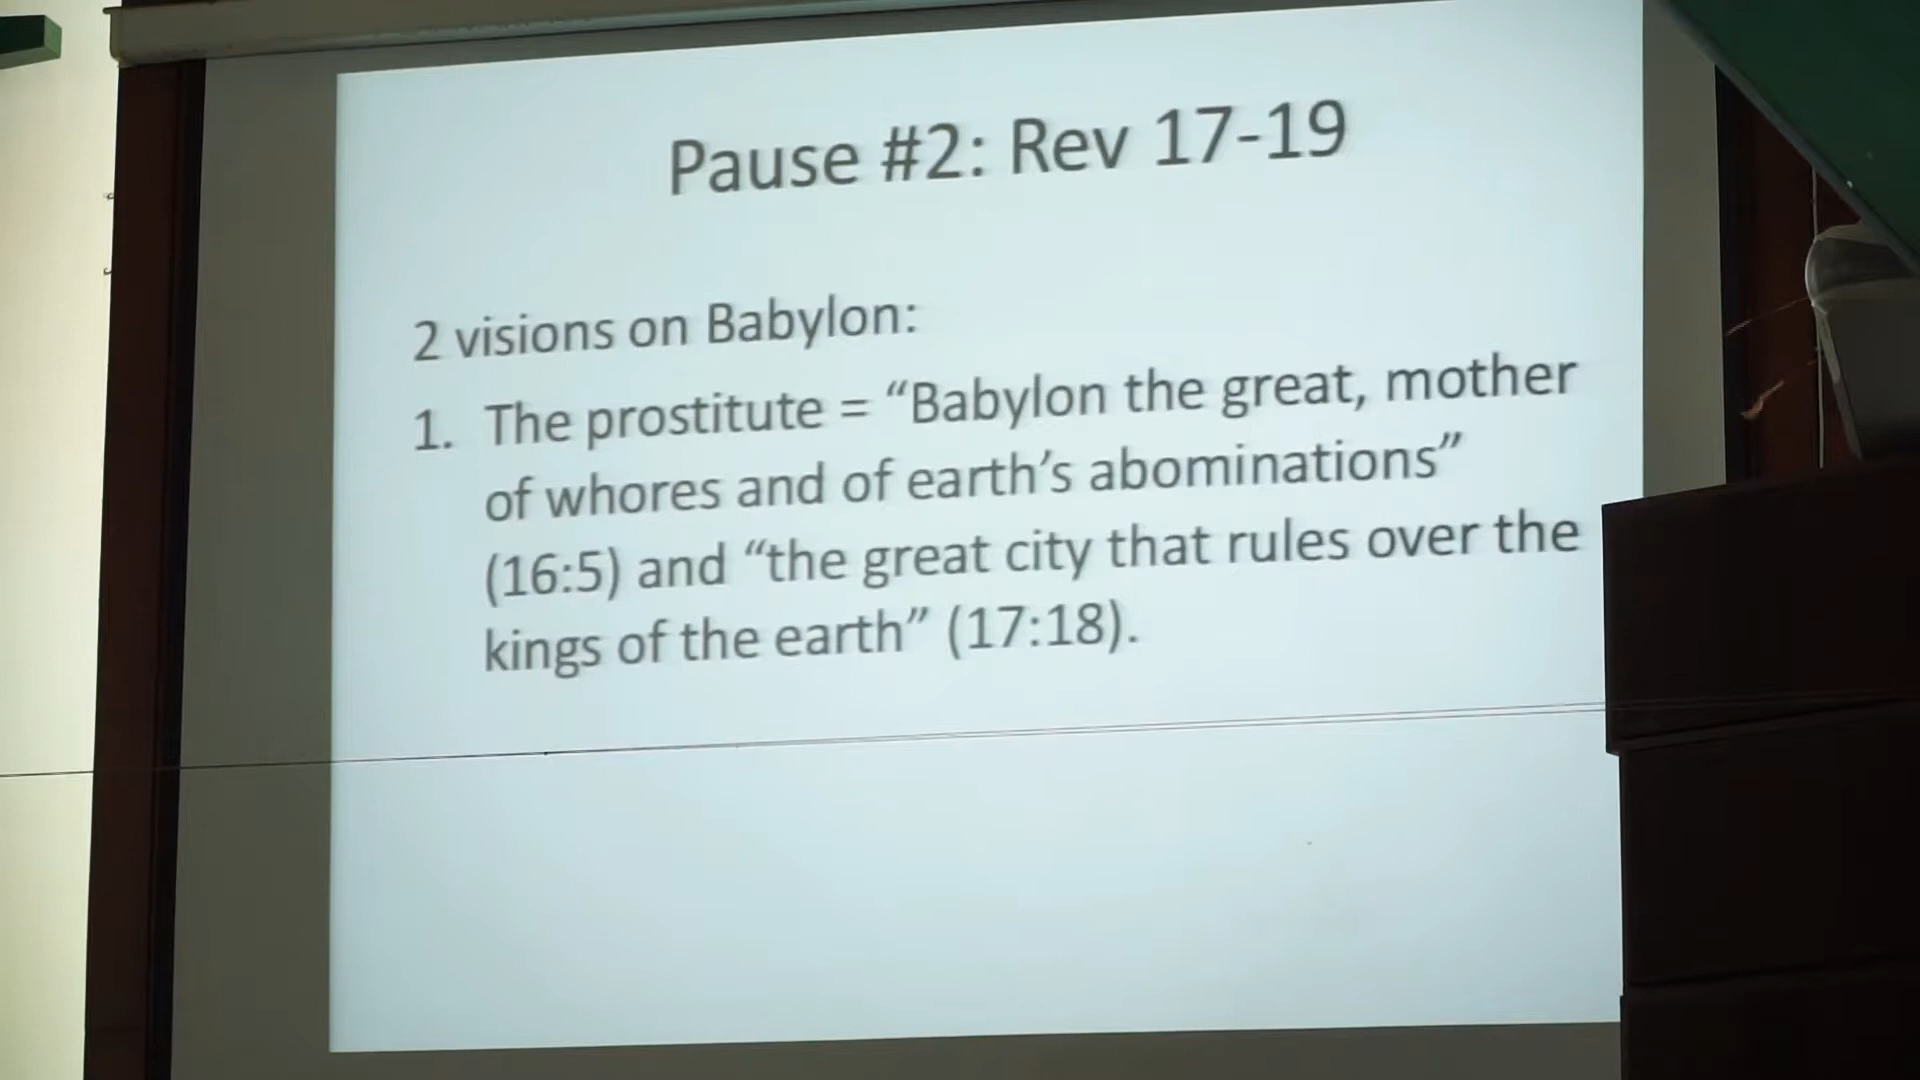 Pause #2: Rev 17-19
2 visions on Babylon:
1. The prostitute = “Babylon the great, mother
of whores and of earth’s abominations”
(16:5) and “the great city that rules over the
kings of the earth” (17:18).